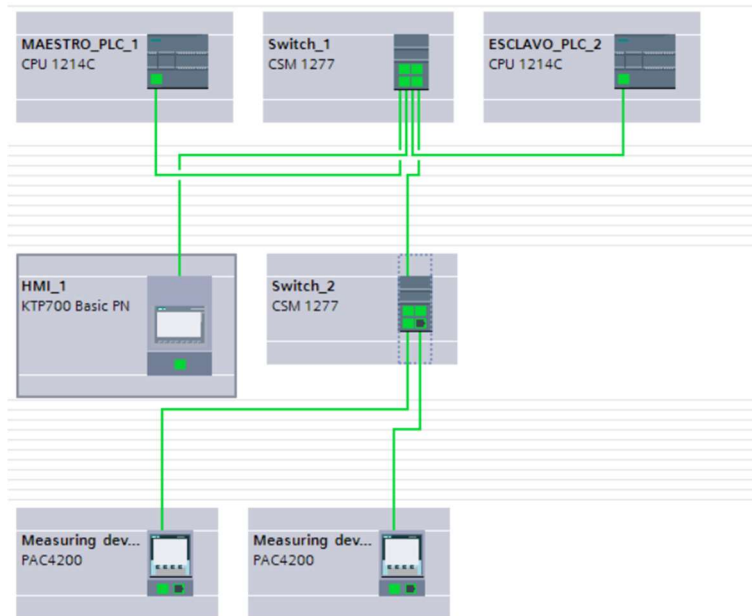 MAESTRO_PLC_1
CPU 1214C
Switch_1
CSM 1277
ESCLAVO_PLC_2
CPU 1214C
HMI_1
KTP700 Basic PN
Switch_2
CSM 1277
Measuring dev...
PAC4200
Measuring dev...
PAC4200